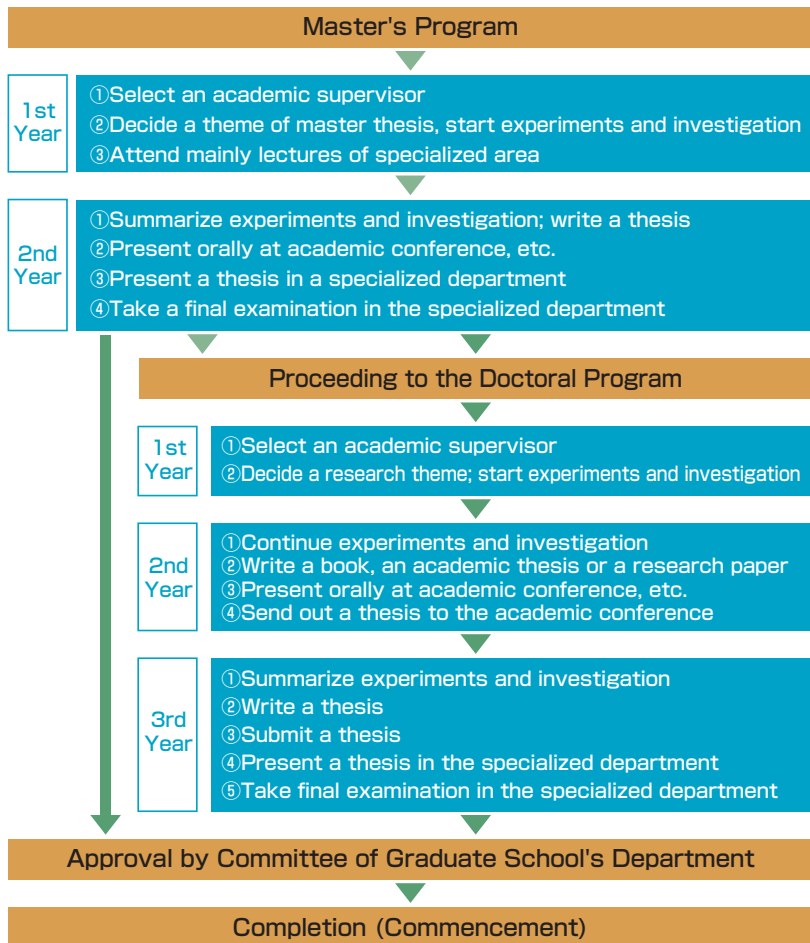 Master's Program
1st
Year
①Select an academic supervisor
②Decide a theme of master thesis, start experiments and investigation
③Attend mainly lectures of specialized area
2nd
Year
①Summarize experiments and investigation; write a thesis
②Present orally at academic conference, etc.
③Present a thesis in a specialized department
④Take a final examination in the specialized department
Proceeding to the Doctoral Program
1st
Year
①Select an academic supervisor
②Decide a research theme; start experiments and investigation
2nd
Year
①Continue experiments and investigation
②Write a book, an academic thesis or a research paper
③Present orally at academic conference, etc.
④Send out a thesis to the academic conference
3rd
Year
①Summarize experiments and investigation
②Write a thesis
③Submit a thesis
④Present a thesis in the specialized department
⑤Take final examination in the specialized department
Approval by Committee of Graduate School's Department
Completion (Commencement)